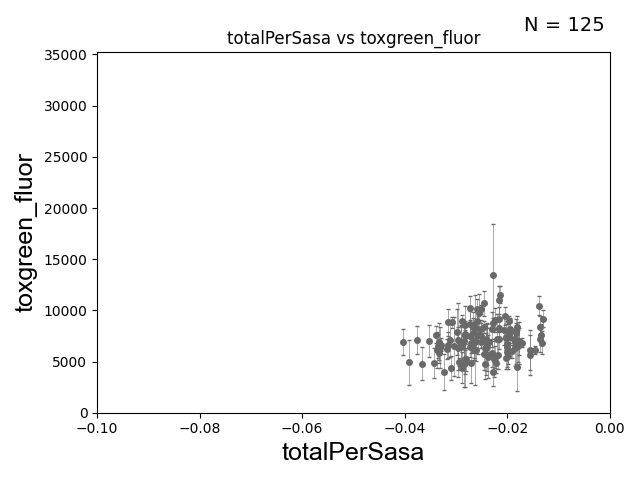 N = 125
totalPerSasa vs toxgreen_fluor
35000
30000
25000
20000
15000
10000
5000
0
toxgreen_fluor
−0.10 −0.08 −0.06 −0.04 −0.02 0.00
totalPerSasa